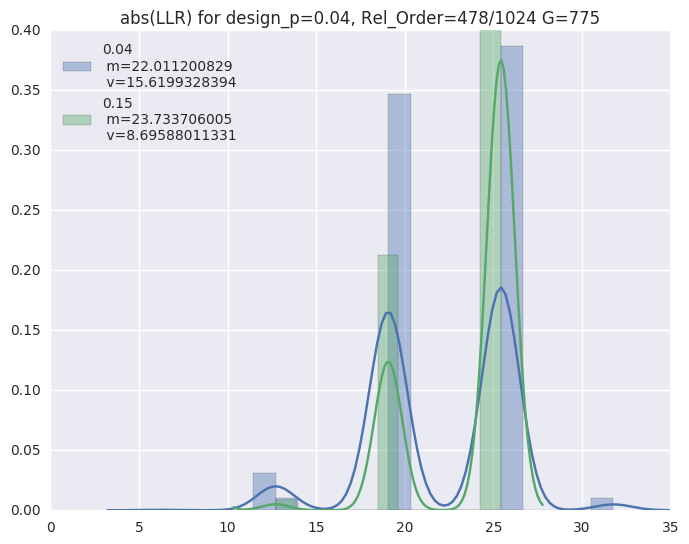 abs(LLR) for design_p=0.04, Rel_Order=478/1024 G=775
0.04
m=22.011200829
v=15.6199328394
0.15
m=23.733706005
v=8.69588011331
0.40
0.35
0.30
0.25
0.20
0.15
0.10
0.05
0.00
0 5 10 15 20 25 30 35